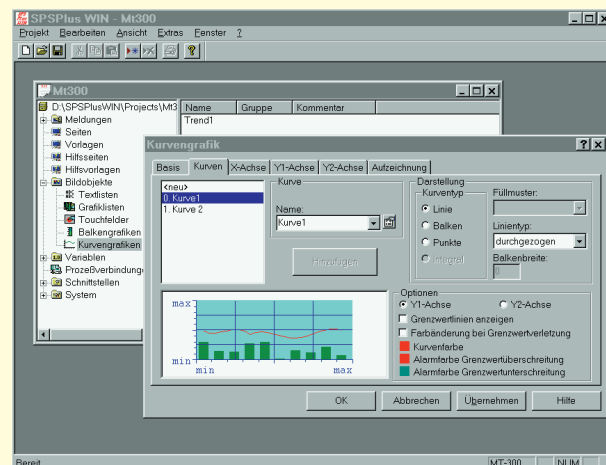 SPSPlus WIN - Mt300
Projekt Bearbeiten Ansicht Extras Fenster ?
Mt300
D:\SPSPlusWIN\Projects\Mt3
Meldungen
Seiten
Vorlagen
Hilfsseiten
Hilfsvorlagen
Bildobjekte
Textlisten
Grafiklisten
Touchfelder
Balkengrafiken
Kurvengrafiken
Variablen
Prozeßverbindung
Schnittstellen
System
Name Gruppe Kommentar
Trend1
Kurvengrafik
Basis Kurven X-Achse Y1-Achse Y2-Achse Aufzeichnung
<neu>
0. Kurve1
1. Kurve 2
Kurve
Name:
Kurve1
Hinzufügen
Darstellung
Kurventyp
Linie
Balken
Punkte
Integral
Füllmuster:
Linientyp:
durchgezogen
Balkenbreite:
0
max
min
min max
Optionen
Y1-Achse Y2-Achse
Grenzwertlinien anzeigen
Farbänderung bei Grenzwertverletzung
Kurvenfarbe
Alarmfarbe Grenzwertüberschreitung
Alarmfarbe Grenzwertunterschreitung
OK Abbrechen Übernehmen Hilfe
Bereit MT-300 NUM